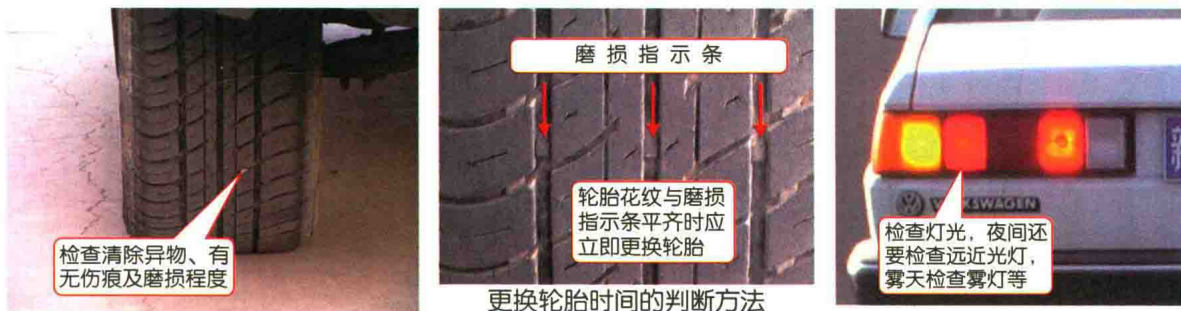 检查清除异物、有
无伤痕及磨损程度
磨损指示条
轮胎花纹与磨损
指示条平齐时应
立即更换轮胎
更换轮胎时间的判断方法
VOLKSWAGEN
检查灯光，夜间还
要检查远近光灯，
雾天检查雾灯等